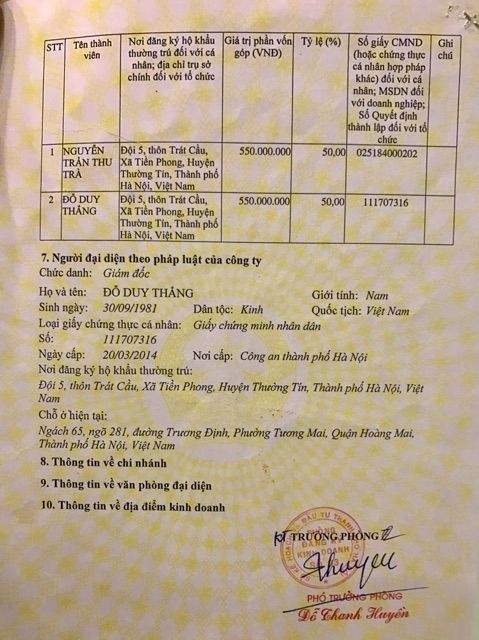 STT
Tên thành viên
Nơi đăng ký hộ khẩu thường trú đối với cá nhân; địa chỉ trụ sở chính đối với tổ chức
Giá trị phần vốn góp (VNĐ)
Tỷ lệ (%)
Số giấy CMND (hoặc chứng thực cá nhân hợp pháp khác) đối với cá nhân; MSDN đối với doanh nghiệp; Số Quyết định thành lập đối với tổ chức
Ghi chú
1 NGUYỄN Đội 5, thôn Trát Cầu, 550.000.000 50,00 025184000202
TRẦN THU Xã Tiền Phong, Huyện
TRÀ Thường Tín, Thành phố
Hà Nội, Việt Nam
2 ĐỖ DUY Đội 5, thôn Trát Cầu, 550.000.000 50,00 111707316
THẮNG Xã Tiền Phong, Huyện
Thường Tín, Thành phố
Hà Nội, Việt Nam
7. Người đại diện theo pháp luật của công ty
Chức danh: Giám đốc
Họ và tên: ĐỖ DUY THẮNG Giới tính: Nam
Sinh ngày: 30/09/1981 Dân tộc: Kinh Quốc tịch: Việt Nam
Loại giấy chứng thực cá nhân: Giấy chứng minh nhân dân
Số: 111707316
Ngày cấp: 20/03/2014 Nơi cấp: Công an thành phố Hà Nội
Nơi đăng ký hộ khẩu thường trú:
Đội 5, thôn Trát Cầu, Xã Tiền Phong, Huyện Thường Tín, Thành phố Hà Nội, Việt
Nam
Chỗ ở hiện tại:
Ngách 65, ngõ 281, đường Trương Định, Phường Tương Mai, Quận Hoàng Mai,
Thành phố Hà Nội, Việt Nam
8. Thông tin về chi nhánh
9. Thông tin về văn phòng đại diện
10. Thông tin về địa điểm kinh doanh
KT TRƯỞNG PHÒNG
PHÒNG
ĐĂNG KÝ
KINH DOANH
PHÓ TRƯỞNG PHÒNG
Đỗ Thanh Huyền